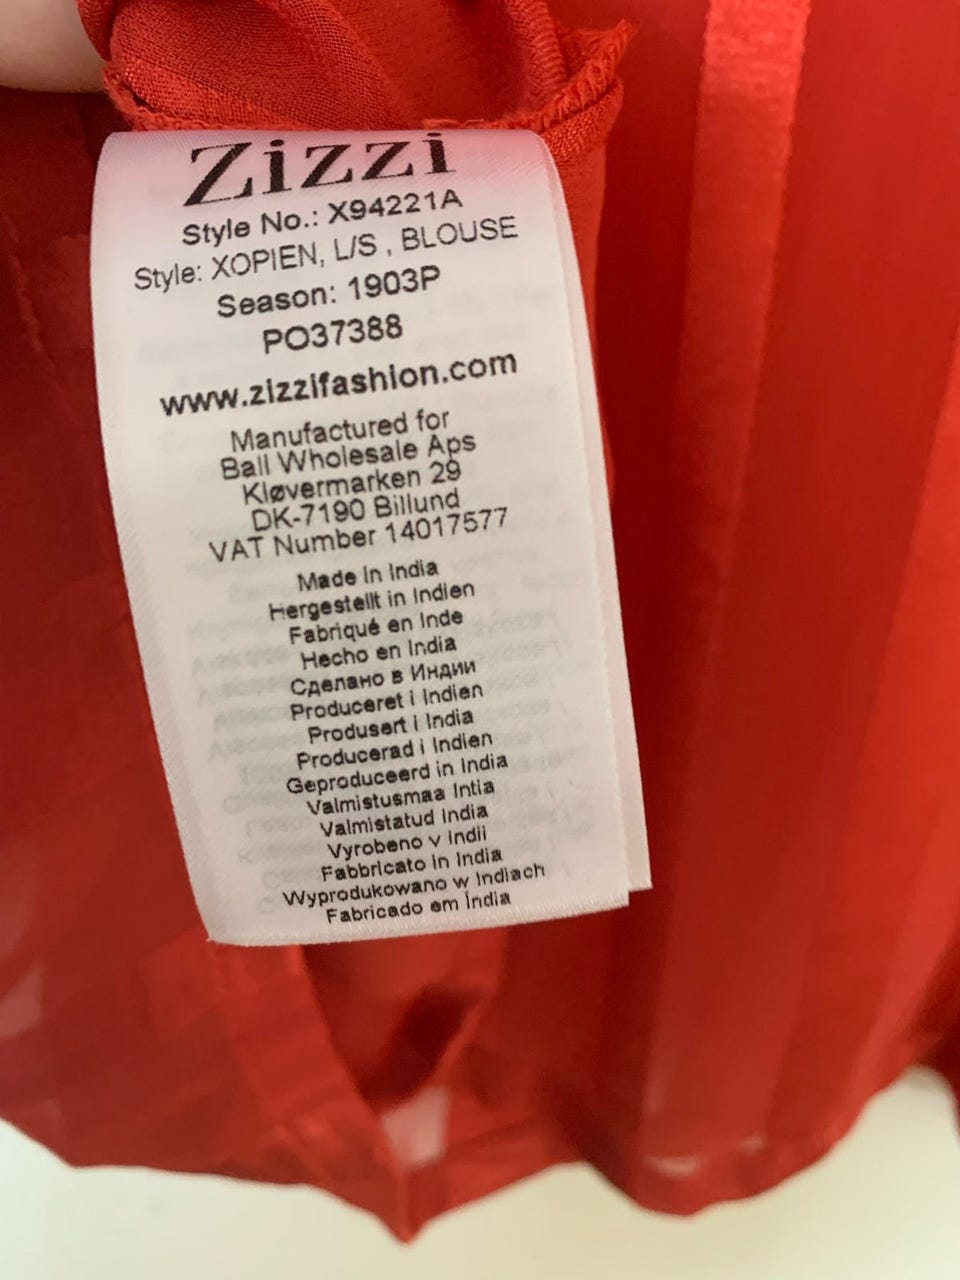 Zizzi
Style No.: X94221A
Style: XOPIEN, L/S , BLOUSE
Season: 1903P
PO37388
www.zizzifashion.com
Manufactured for
Ball Wholesale Aps
Kløvermarken 29
DK-7190 Billund
VAT Number 14017577
Made in India
Hergestellt in Indien
Fabriqué en Inde
Hecho en India
Сделано в Индии
Produceret i Indien
Produsert i India
Producerad i Indien
Geproduceerd in India
Valmistusmaa Intia
Valmistatud India
Vyrobeno v Indii
Fabbricato in India
Wyprodukowano w Indiach
Fabricado em Índia